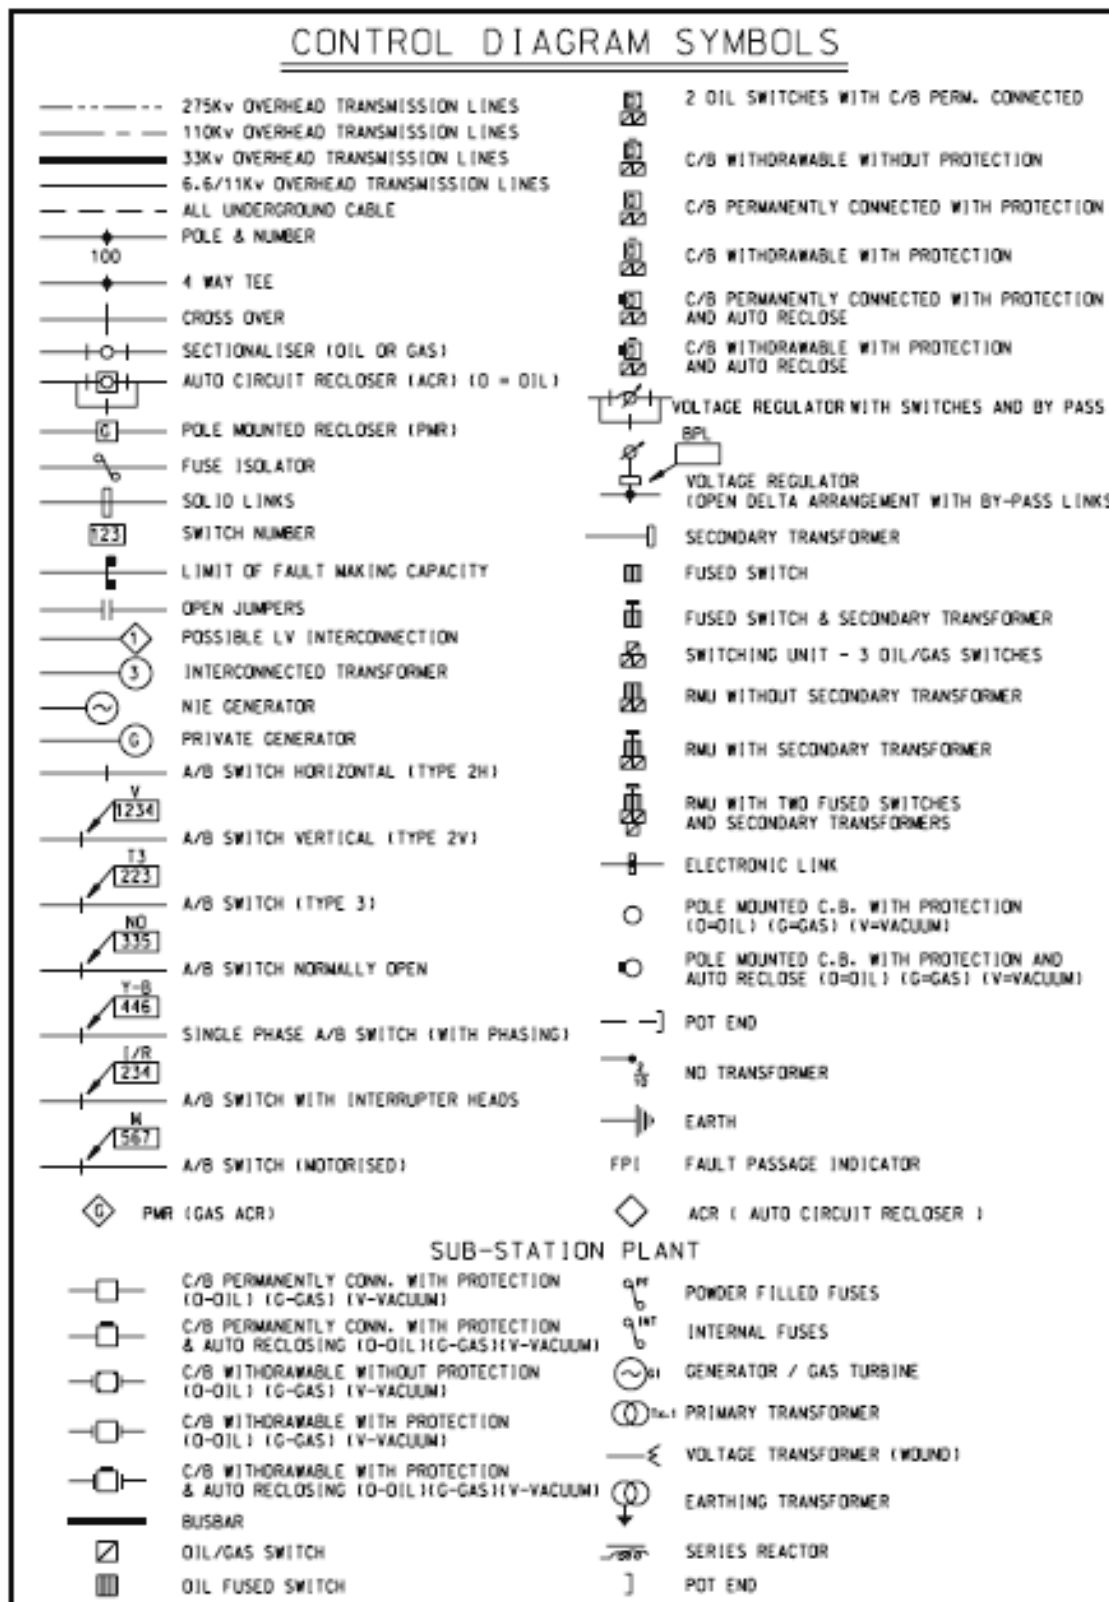 CONTROL DIAGRAM SYMBOLS
275Kv OVERHEAD TRANSMISSION LINES
110Kv OVERHEAD TRANSMISSION LINES
33Kv OVERHEAD TRANSMISSION LINES
6.6/11Kv OVERHEAD TRANSMISSION LINES
ALL UNDERGROUND CABLE
POLE & NUMBER
100
4 WAY TEE
CROSS OVER
SECTIONALISER (OIL OR GAS)
AUTO CIRCUIT RECLOSER (ACR) (O = OIL)
G POLE MOUNTED RECLOSER (PMR)
FUSE ISOLATOR
SOLID LINKS
123 SWITCH NUMBER
LIMIT OF FAULT MAKING CAPACITY
OPEN JUMPERS
1 POSSIBLE LV INTERCONNECTION
3 INTERCONNECTED TRANSFORMER
NIE GENERATOR
G PRIVATE GENERATOR
A/B SWITCH HORIZONTAL (TYPE 2H)
V
1234
A/B SWITCH VERTICAL (TYPE 2V)
T3
223
A/B SWITCH (TYPE 3)
NO
335
A/B SWITCH NORMALLY OPEN
Y-B
446
SINGLE PHASE A/B SWITCH (WITH PHASING)
I/R
234
A/B SWITCH WITH INTERRUPTER HEADS
M
567
A/B SWITCH (MOTORISED)
G PMR (GAS ACR)
2 OIL SWITCHES WITH C/B PERM. CONNECTED
C/B WITHDRAWABLE WITHOUT PROTECTION
C/B PERMANENTLY CONNECTED WITH PROTECTION
C/B WITHDRAWABLE WITH PROTECTION
C/B PERMANENTLY CONNECTED WITH PROTECTION
AND AUTO RECLOSE
C/B WITHDRAWABLE WITH PROTECTION
AND AUTO RECLOSE
VOLTAGE REGULATOR WITH SWITCHES AND BY PASS
BPL
VOLTAGE REGULATOR
(OPEN DELTA ARRANGEMENT WITH BY-PASS LINKS
SECONDARY TRANSFORMER
FUSED SWITCH
FUSED SWITCH & SECONDARY TRANSFORMER
SWITCHING UNIT - 3 OIL/GAS SWITCHES
RMU WITHOUT SECONDARY TRANSFORMER
RMU WITH SECONDARY TRANSFORMER
RMU WITH TWO FUSED SWITCHES
AND SECONDARY TRANSFORMERS
ELECTRONIC LINK
POLE MOUNTED C.B. WITH PROTECTION
(O=OIL) (G=GAS) (V=VACUUM)
POLE MOUNTED C.B. WITH PROTECTION AND
AUTO RECLOSE (O=OIL) (G=GAS) (V=VACUUM)
POT END
NO TRANSFORMER
EARTH
FPI FAULT PASSAGE INDICATOR
ACR ( AUTO CIRCUIT RECLOSER )
SUB-STATION PLANT
C/B PERMANENTLY CONN. WITH PROTECTION
(O-OIL) (G-GAS) (V-VACUUM)
C/B PERMANENTLY CONN. WITH PROTECTION
& AUTO RECLOSING (O-OIL)(G-GAS)(V-VACUUM)
C/B WITHDRAWABLE WITHOUT PROTECTION
(O-OIL) (G-GAS) (V-VACUUM)
C/B WITHDRAWABLE WITH PROTECTION
(O-OIL) (G-GAS) (V-VACUUM)
C/B WITHDRAWABLE WITH PROTECTION
& AUTO RECLOSING (O-OIL)(G-GAS)(V-VACUUM)
BUSBAR
OIL/GAS SWITCH
OIL FUSED SWITCH
PF POWDER FILLED FUSES
INT INTERNAL FUSES
G1 GENERATOR / GAS TURBINE
Tx.1 PRIMARY TRANSFORMER
VOLTAGE TRANSFORMER (WOUND)
EARTHING TRANSFORMER
SERIES REACTOR
POT END